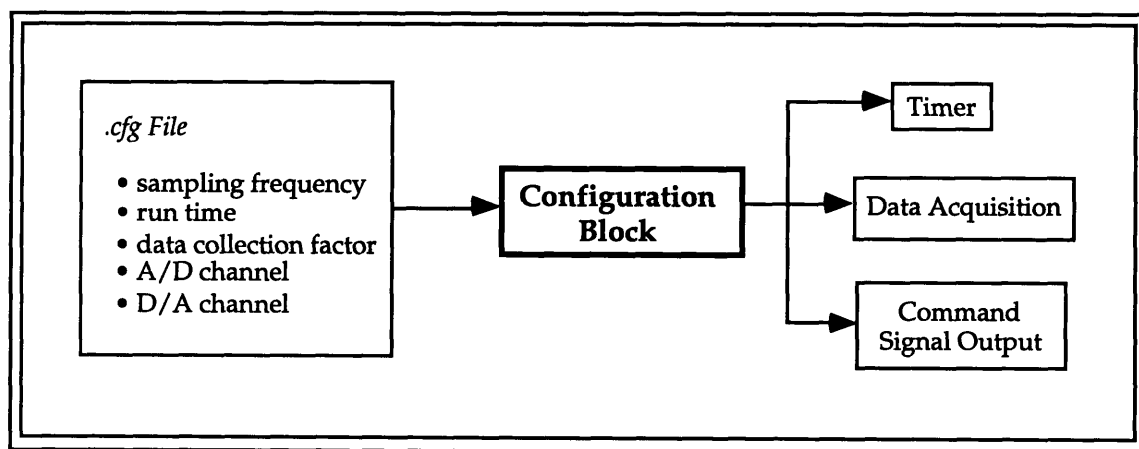 .cfg File
• sampling frequency
• run time
• data collection factor
• A/D channel
• D/A channel
Configuration
Block
Timer
Data Acquisition
Command
Signal Output